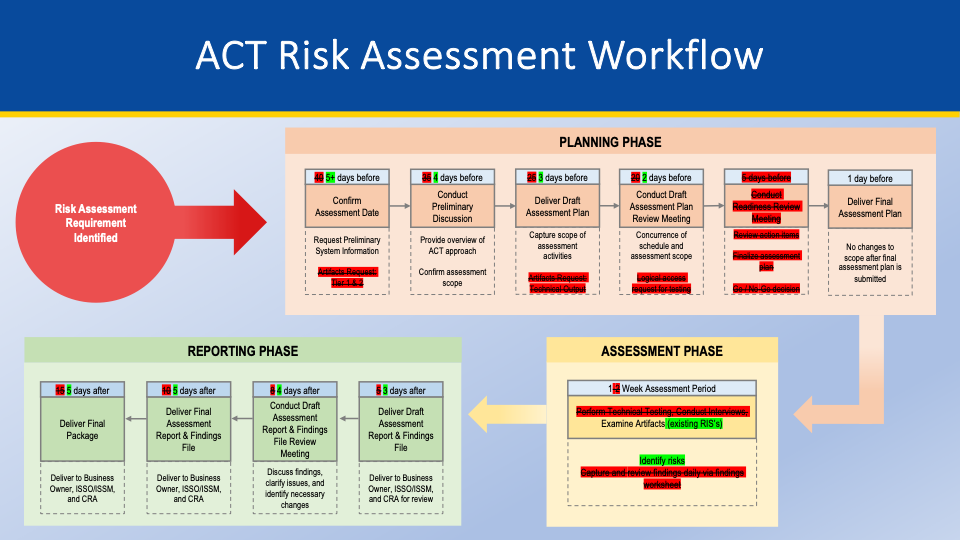 ACT Risk Assessment Workflow
Risk Assessment
Requirement
Identified
PLANNING PHASE
40 5+ days before
Confirm
Assessment Date
Request Preliminary
System Information
Artifacts Request:
Tier 1 & 2
35 4 days before
Conduct
Preliminary
Discussion
Provide overview of
ACT approach
Confirm assessment
scope
25 3 days before
Deliver Draft
Assessment Plan
Capture scope of
assessment
activities
Artifacts Request:
Technical Output
20 2 days before
Conduct Draft
Assessment Plan
Review Meeting
Concurrence of
schedule and
assessment scope
Logical access
request for testing
5 days before
Conduct
Readiness Review
Meeting
Review action items
Finalize assessment
plan
Go / No-Go decision
1 day before
Deliver Final
Assessment Plan
No changes to
scope after final
assessment plan is
submitted
ASSESSMENT PHASE
1-2 Week Assessment Period
Perform Technical Testing, Conduct Interviews,
Examine Artifacts (existing RIS's)
Identify risks
Capture and review findings daily via findings
worksheet
REPORTING PHASE
5 days after
Deliver Final
Package
Deliver to Business
Owner, ISSO/ISSM,
and CRA
5 days after
Deliver Final
Assessment
Report & Findings
File
Deliver to Business
Owner, ISSO/ISSM,
and CRA
4 days after
Conduct Draft
Assessment
Report & Findings
File Review
Meeting
Discuss findings,
clarify issues, and
identify necessary
changes
3 days after
Deliver Draft
Assessment
Report & Findings
File
Deliver to Business
Owner, ISSO/ISSM,
and CRA for review